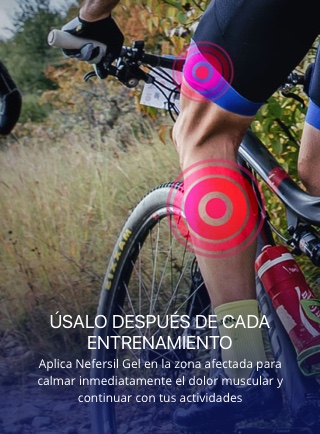 ÚSALO DESPUÉS DE CADA
ENTRENAMIENTO
Aplica Nefersil Gel en la zona afectada para
calmar inmediatamente el dolor muscular y
continuar con tus actividades